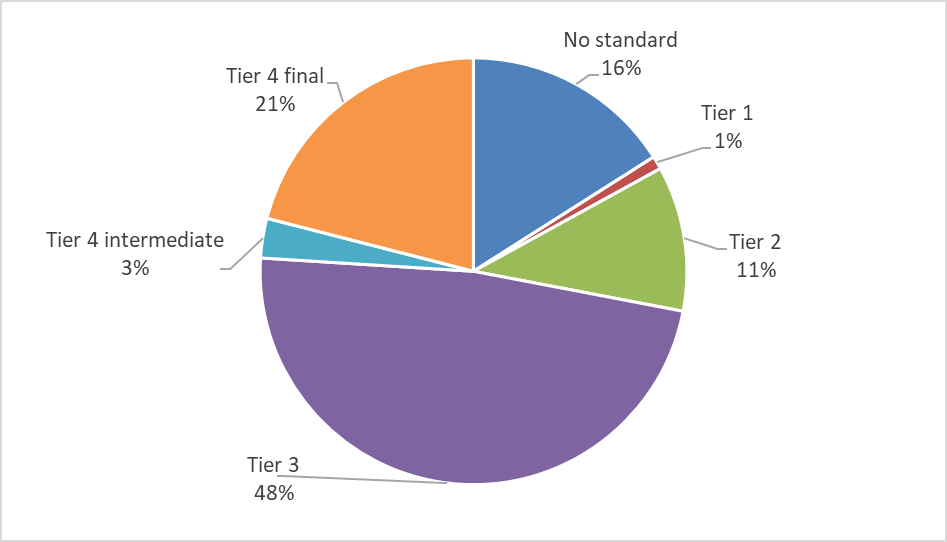 No standard
16%
Tier 1
1%
Tier 2
11%
Tier 3
48%
Tier 4 intermediate
3%
Tier 4 final
21%